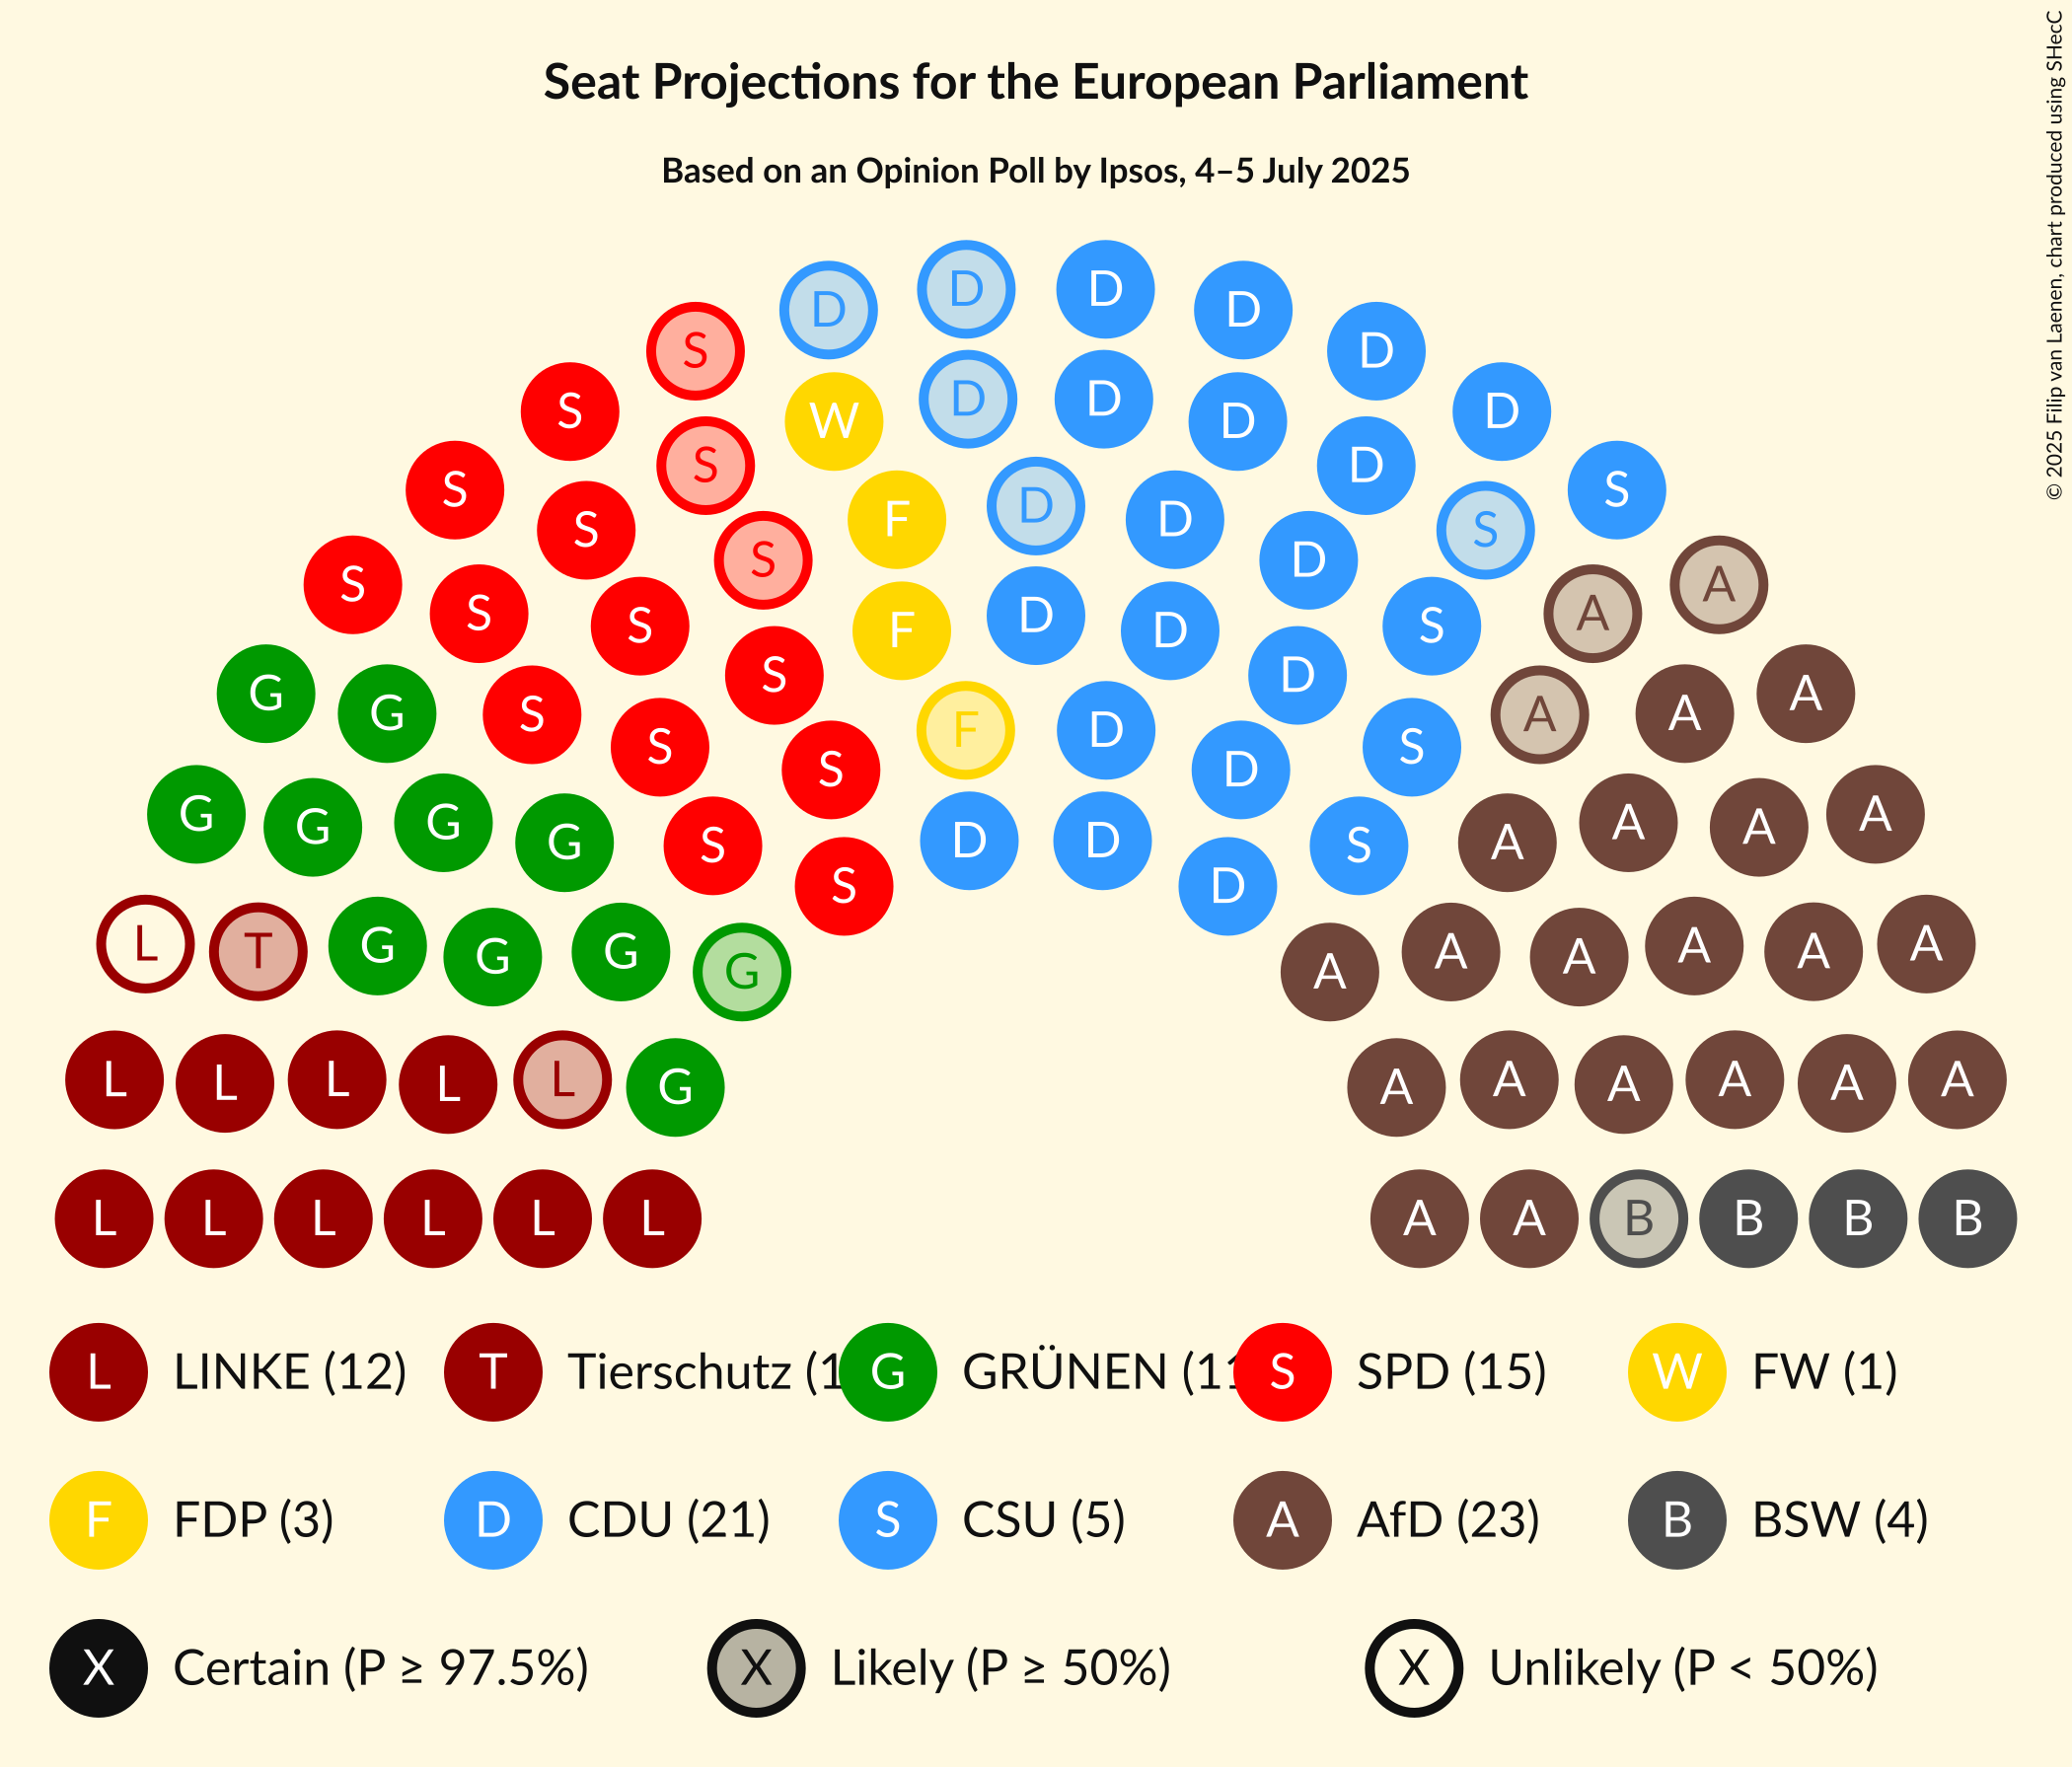 Seat Projections for the European Parliament
Based on an Opinion Poll by Ipsos, 4–5 July 2025
© 2025 Filip van Laenen, chart produced using SHecC
D D D D
S D D
S W D D D D S
S S D S
S F D D D S
S S F D D A A
S S S D D S A
G G S S S F D D S A A A
G G G G S S D D D S A A A A
L T G G G G A A A A A A
L L L L L G A A A A A A
L L L L L L A A B B B B
L LINKE (12) T Tierschutz (1 G GRÜNEN (11 S SPD (15) W FW (1)
F FDP (3) D CDU (21) S CSU (5) A AfD (23) B BSW (4)
X Certain (P ≥ 97.5%) X Likely (P ≥ 50%) X Unlikely (P < 50%)